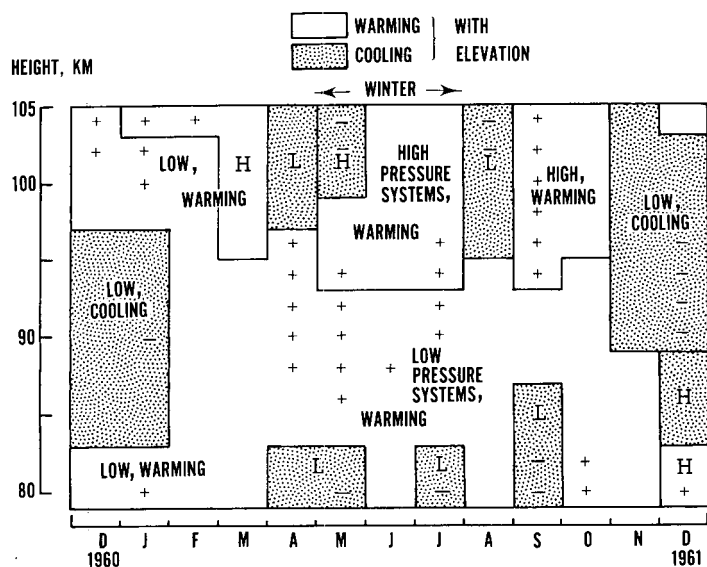 WARMING
COOLING
WITH
ELEVATION
HEIGHT, KM
← WINTER →
105
100
90
80
+ + + − + − +
+ + − − +
LOW, H L H HIGH PRESSURE SYSTEMS, L HIGH, WARMING
+ WARMING
WARMING
LOW, COOLING
LOW, COOLING
−
LOW PRESSURE SYSTEMS, WARMING
H
L
LOW, WARMING
L
L
H
+ − − − + +
D J F M A M J J A S O N D
1960 1961